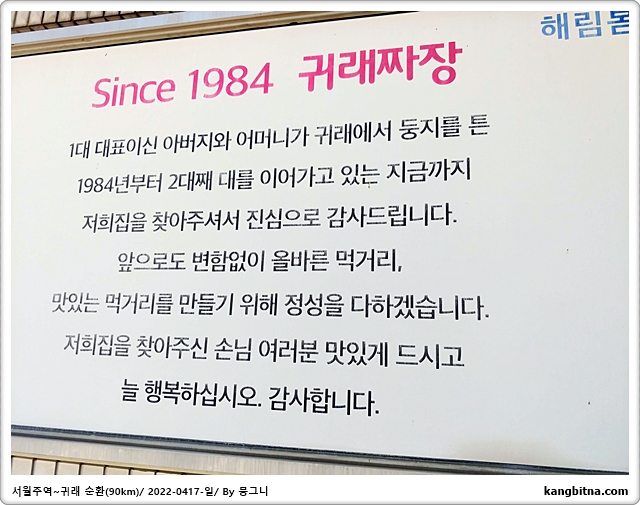 해림
Since 1984 귀래짜장
1대 대표이신 아버지와 어머니가 귀래에서 둥지를 튼
1984년부터 2대째 대를 이어가고 있는 지금까지
저희집을 찾아주셔서 진심으로 감사드립니다.
앞으로도 변함없이 올바른 먹거리,
맛있는 먹거리를 만들기 위해 정성을 다하겠습니다.
저희집을 찾아주신 손님 여러분 맛있게 드시고
늘 행복하십시오. 감사합니다.
서원주역~귀래 순환(90km)/ 2022-0417-일/ By 뭉그니
kangbitna.com